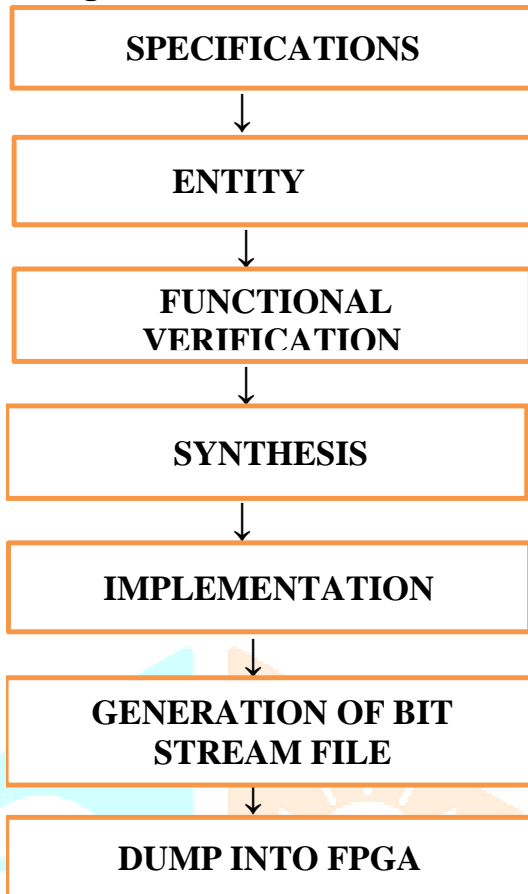 SPECIFICATIONS
↓
ENTITY
↓
FUNCTIONAL
VERIFICATION
↓
SYNTHESIS
↓
IMPLEMENTATION
↓
GENERATION OF BIT
STREAM FILE
↓
DUMP INTO FPGA